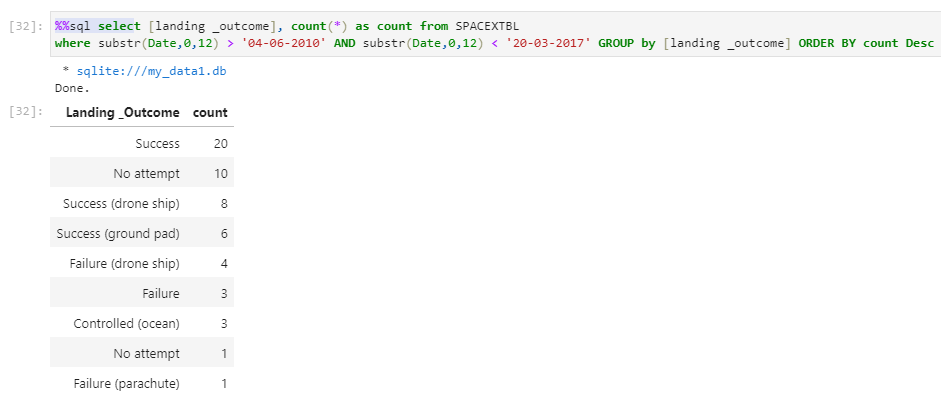 [32]: %%sql select [landing _outcome], count(*) as count from SPACEXTBL
where substr(Date,0,12) > '04-06-2010' AND substr(Date,0,12) < '20-03-2017' GROUP by [landing _outcome] ORDER BY count Desc
* sqlite:///my_data1.db
Done.
[32]: Landing _Outcome count
Success 20
No attempt 10
Success (drone ship) 8
Success (ground pad) 6
Failure (drone ship) 4
Failure 3
Controlled (ocean) 3
No attempt 1
Failure (parachute) 1